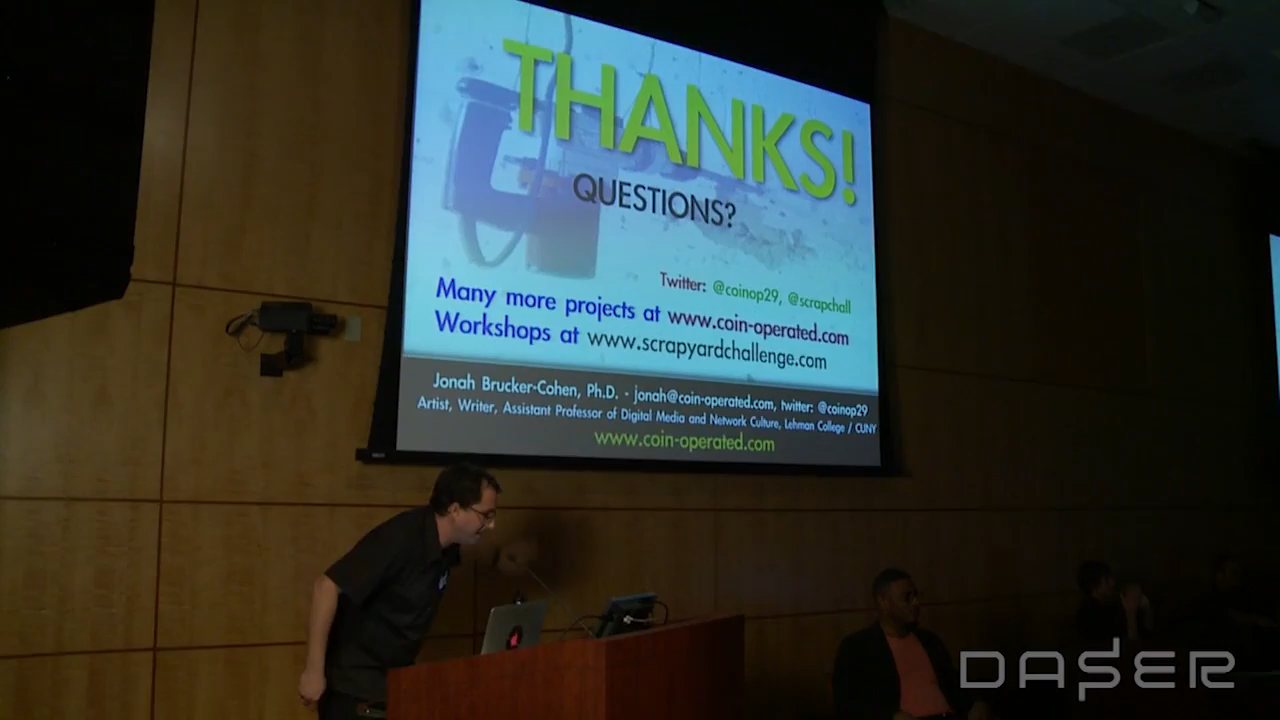 THANKS!
QUESTIONS?
Twitter: @coinop29, @scrapchall
Many more projects at www.coin-operated.com
Workshops at www.scrapyardchallenge.com
Jonah Brucker-Cohen, Ph.D. - jonah@coin-operated.com, twitter: @coinop29
Artist, Writer, Assistant Professor of Digital Media and Network Culture, Lehman College / CUNY
www.coin-operated.com
DASER